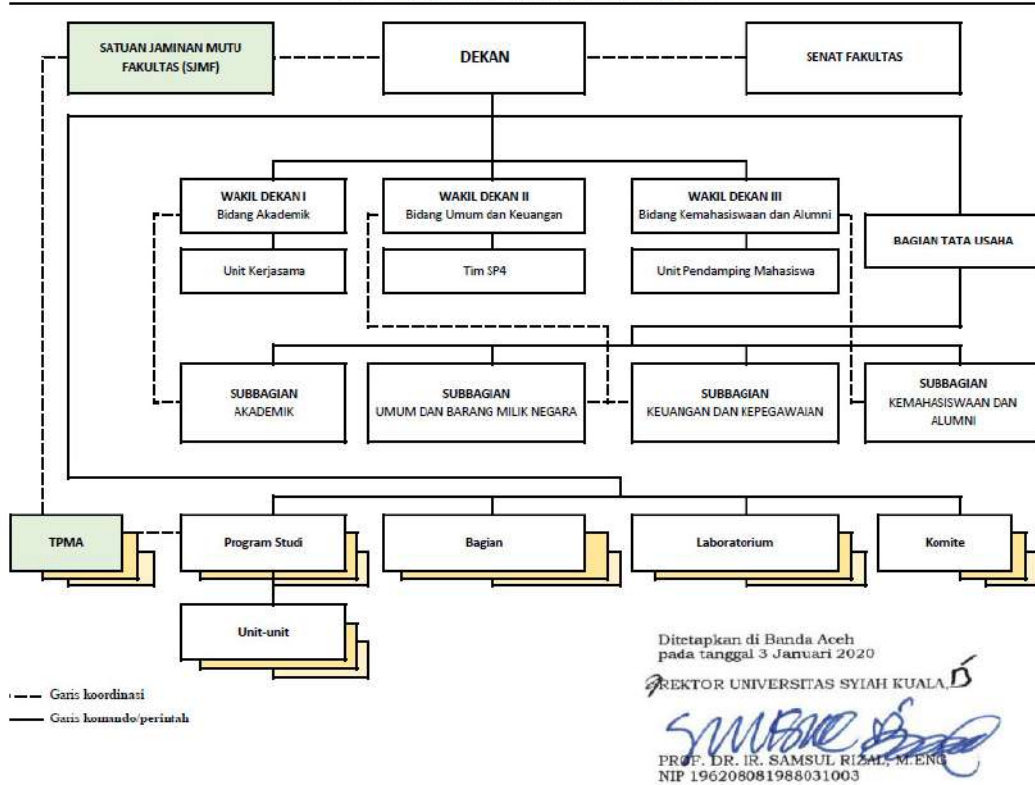 SATUAN JAMINAN MUTU
FAKULTAS (SJMF)
DEKAN
SENAT FAKULTAS
WAKIL DEKAN I
Bidang Akademik
WAKIL DEKAN II
Bidang Umum dan Keuangan
WAKIL DEKAN III
Bidang Kemahasiswaan dan Alumni
BAGIAN TATA USAHA
Unit Kerjasama
Tim SP4
Unit Pendamping Mahasiswa
SUBBAGIAN
AKADEMIK
SUBBAGIAN
UMUM DAN BARANG MILIK NEGARA
SUBBAGIAN
KEUANGAN DAN KEPEGAWAIAN
SUBBAGIAN
KEMAHASISWAAN DAN
ALUMNI
TPMA
Program Studi
Bagian
Laboratorium
Komite
Unit-unit
Ditetapkan di Banda Aceh
pada tanggal 3 Januari 2020
REKTOR UNIVERSITAS SYIAH KUALA,
PROF. DR. IR. SAMSUL RIZAL, M.ENG
NIP 196208081988031003
Garis koordinasi
Garis komando/perintah